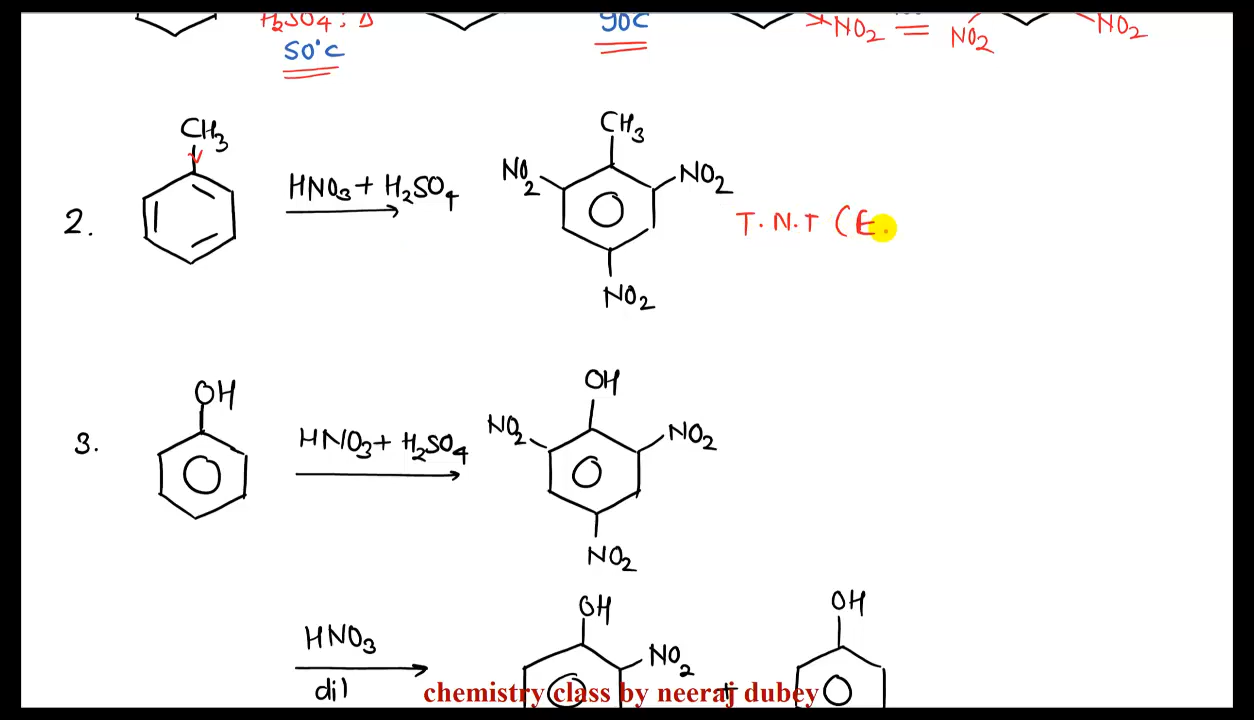 H2SO4; Δ
50°C
90C
NO2
NO2
NO2
2.
CH3
HNO3 + H2SO4
CH3
NO2
NO2
NO2
T.N.T (E.
3.
OH
HNO3 + H2SO4
OH
NO2
NO2
NO2
HNO3
dil
OH
NO2
+
OH
chemistry class by neeraj dubey